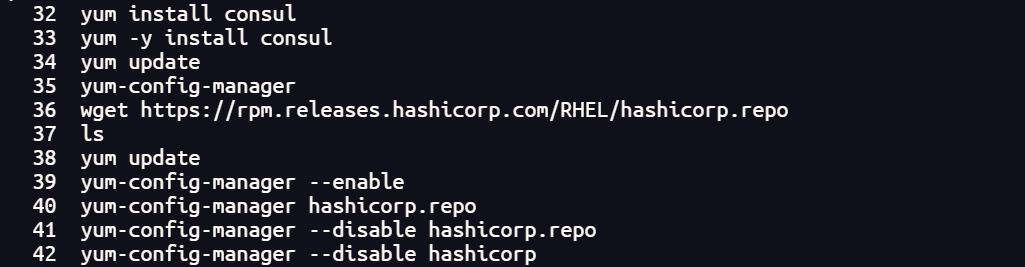 32 yum install consul
33 yum -y install consul
34 yum update
35 yum-config-manager
36 wget https://rpm.releases.hashicorp.com/RHEL/hashicorp.repo
37 ls
38 yum update
39 yum-config-manager --enable
40 yum-config-manager hashicorp.repo
41 yum-config-manager --disable hashicorp.repo
42 yum-config-manager --disable hashicorp